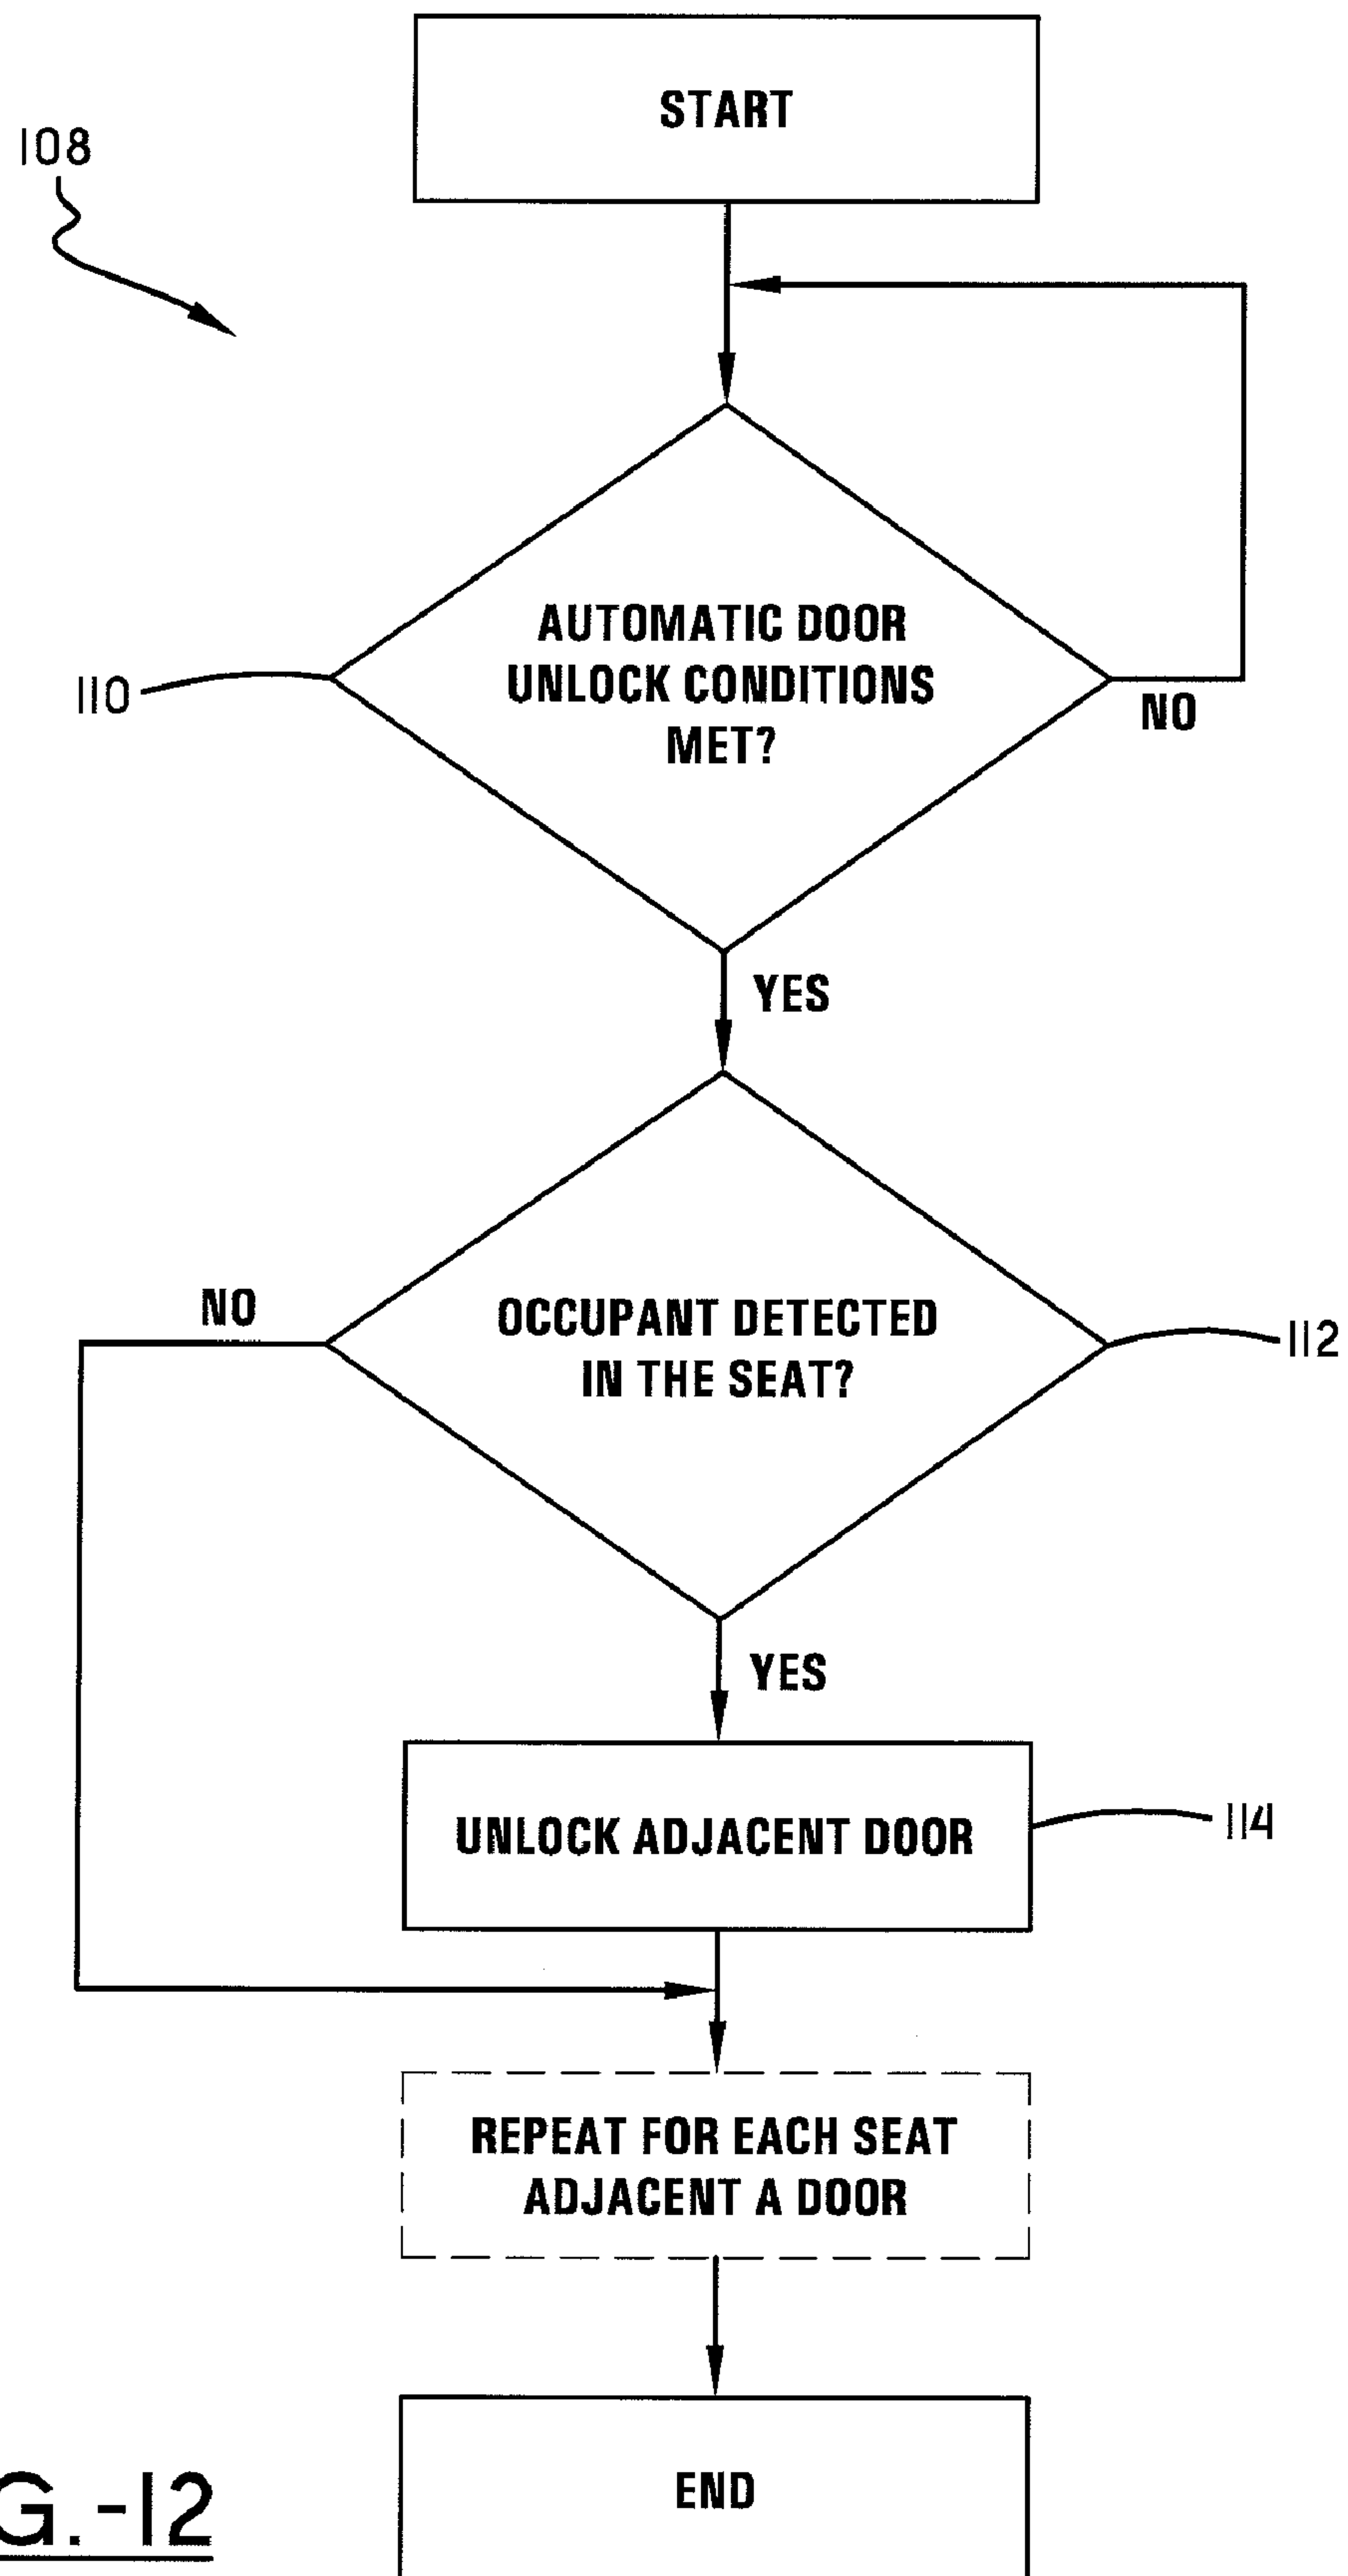 START
108
AUTOMATIC DOOR
UNLOCK CONDITIONS
MET?
110
NO
YES
OCCUPANT DETECTED
IN THE SEAT?
NO
112
YES
UNLOCK ADJACENT DOOR
114
REPEAT FOR EACH SEAT
ADJACENT A DOOR
END
G.-12